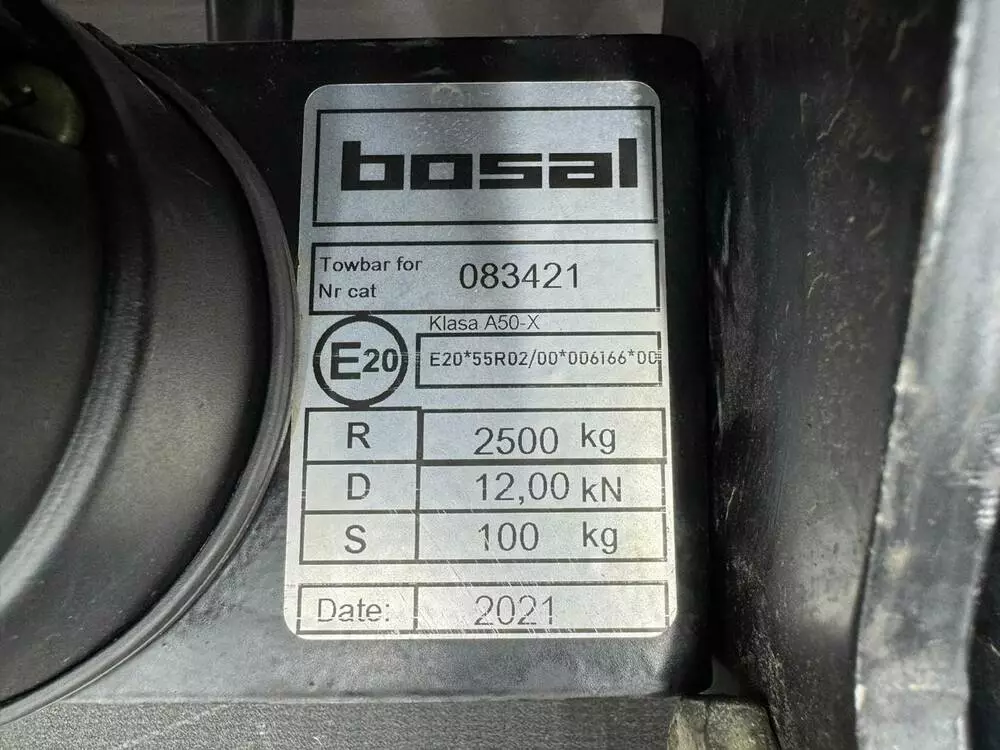 bosal
Towbar for
Nr cat
083421
Klasa A50-X
E20
E20*55R02/00*006166*00
R 2500 kg
D 12,00 kN
S 100 kg
Date: 2021